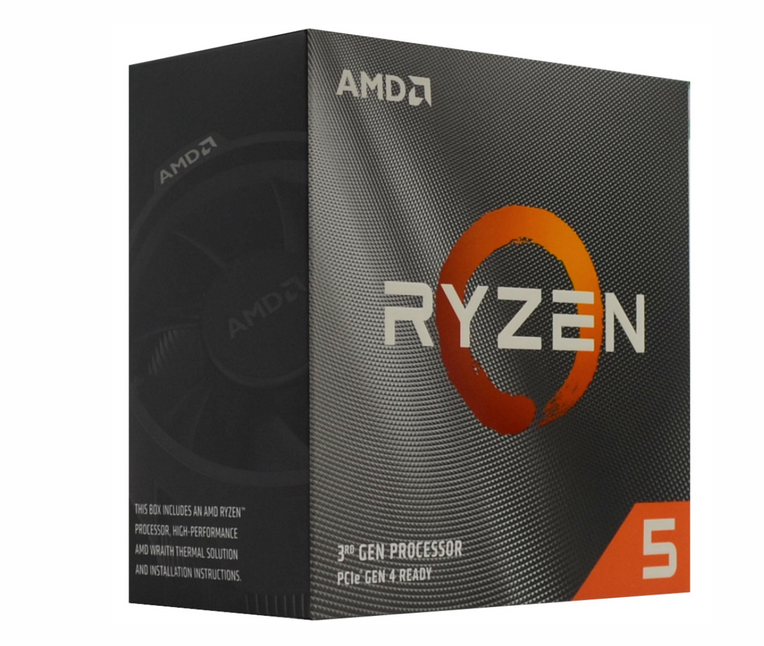 AMD
AMD
AMD
RYZEN
THIS BOX INCLUDES AN AMD RYZEN™
PROCESSOR, HIGH-PERFORMANCE
AMD WRAITH THERMAL SOLUTION
AND INSTALLATION INSTRUCTIONS.
3RD GEN PROCESSOR
PCIe® GEN 4 READY
5